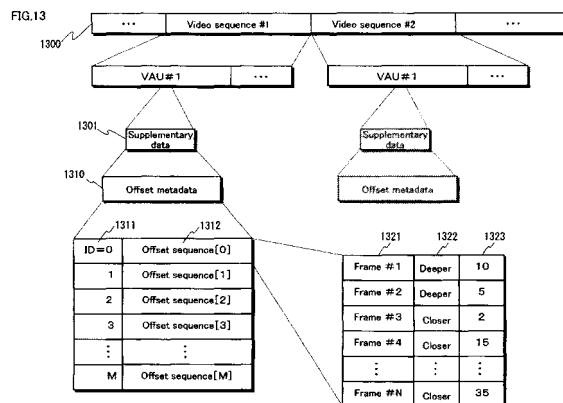 FIG.13
1300
... Video sequence #1 Video sequence #2 ...
VAU#1 ... VAU#1 ...
1301
Supplementary data
Supplementary data
1310
Offset metadata
Offset metadata
1311 1312
ID=0 Offset sequence[0]
1 Offset sequence[1]
2 Offset sequence[2]
3 Offset sequence[3]
⋮ ⋮
M Offset sequence[M]
1321 1322 1323
Frame #1 Deeper 10
Frame #2 Deeper 5
Frame #3 Closer 2
Frame #4 Closer 15
⋮ ⋮ ⋮
Frame #N Closer 35